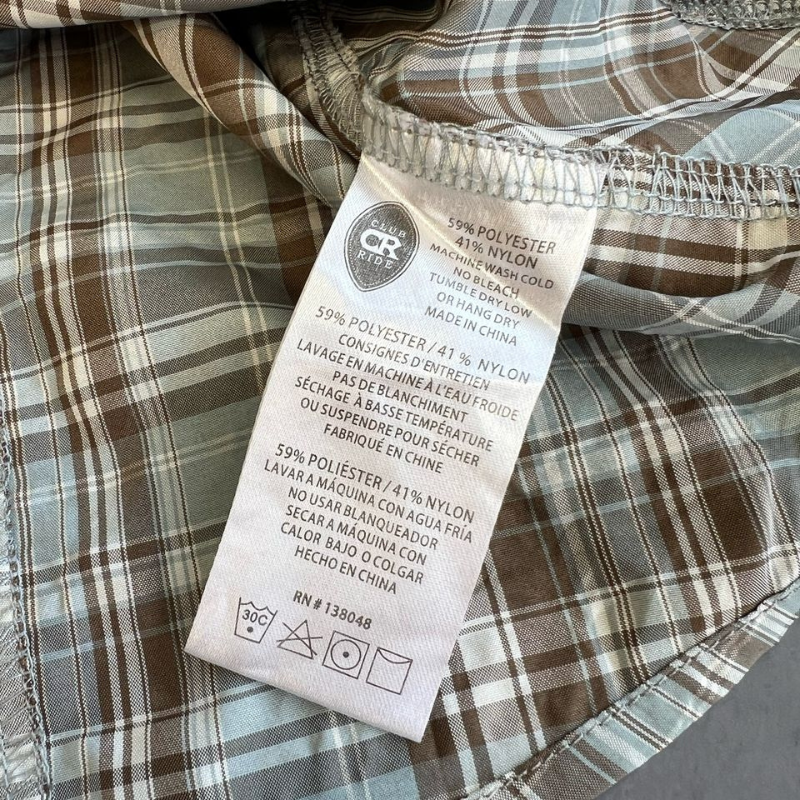 CLUB
CR
RIDE
59% POLYESTER
41% NYLON
MACHINE WASH COLD
NO BLEACH
TUMBLE DRY LOW
OR HANG DRY
MADE IN CHINA
59% POLYESTER / 41% NYLON
CONSIGNES D'ENTRETIEN
LAVAGE EN MACHINE À L'EAU FROIDE
PAS DE BLANCHIMENT
SÉCHAGE À BASSE TEMPÉRATURE
OU SUSPENDRE POUR SÉCHER
FABRIQUÉ EN CHINE
59% POLIÉSTER / 41% NYLON
LAVAR A MÁQUINA CON AGUA FRÍA
NO USAR BLANQUEADOR
SECAR A MÁQUINA CON
CALOR BAJO O COLGAR
HECHO EN CHINA
RN # 138048
30C